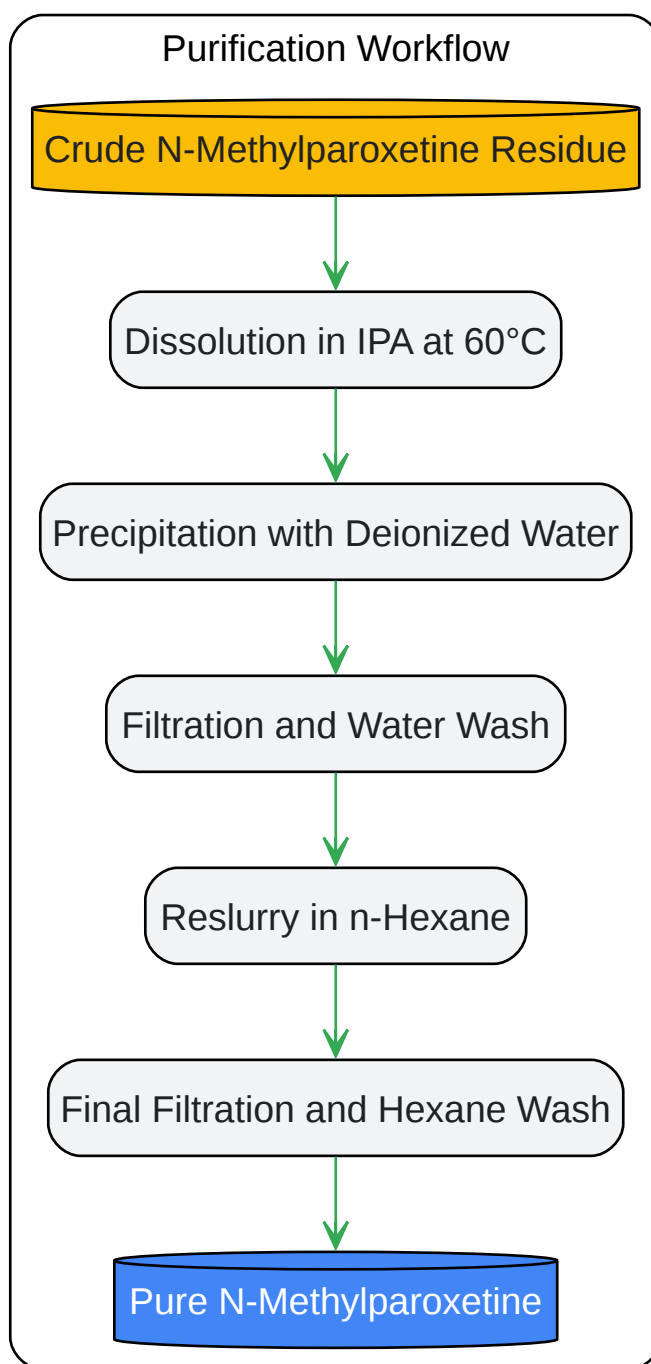 Purification Workflow
Crude N-Methylparoxetine Residue
Dissolution in IPA at 60°C
Precipitation with Deionized Water
Filtration and Water Wash
Reslurry in n-Hexane
Final Filtration and Hexane Wash
Pure N-Methylparoxetine